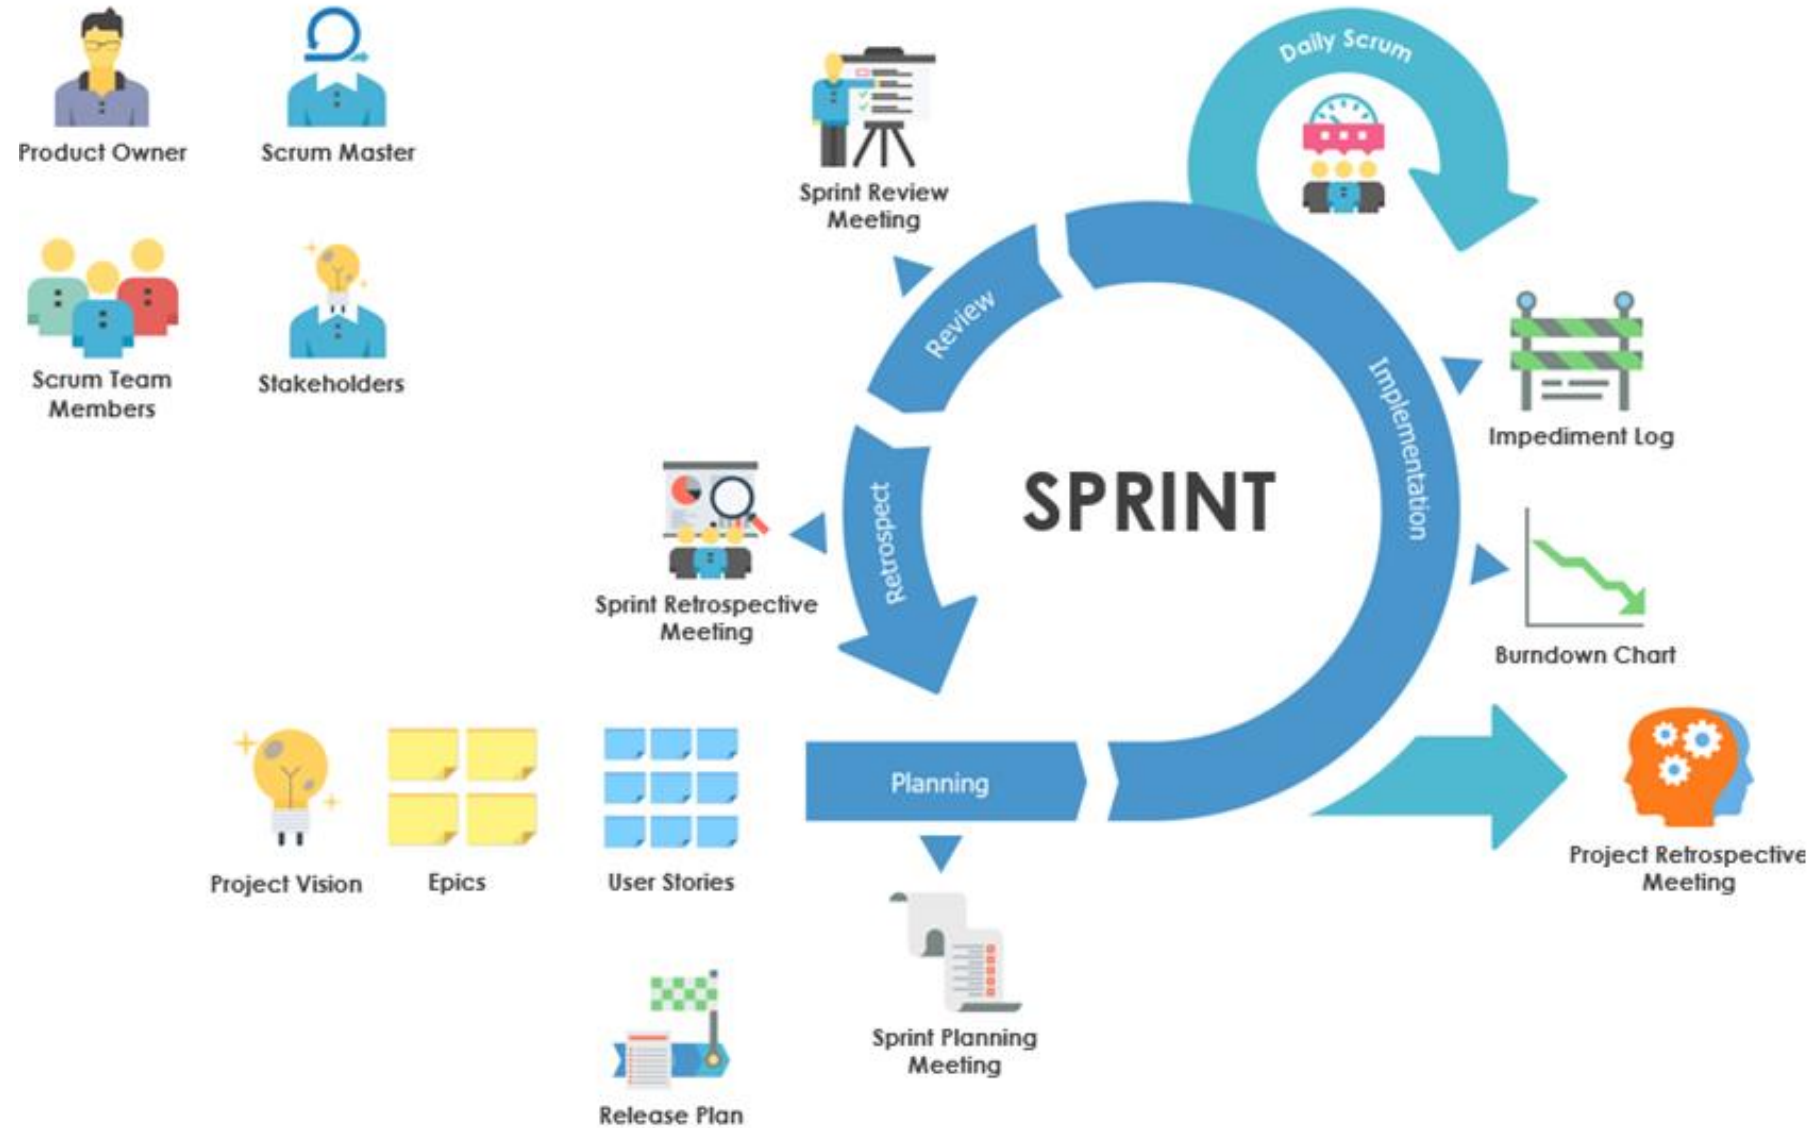 Product Owner
Scrum Master
Scrum Team
Members
Stakeholders
Sprint Review
Meeting
Daily Scrum
Review
Implementation
Impediment Log
SPRINT
Retrospect
Sprint Retrospective
Meeting
Burndown Chart
Planning
Project Vision
Epics
User Stories
Project Retrospective
Meeting
Sprint Planning
Meeting
Release Plan